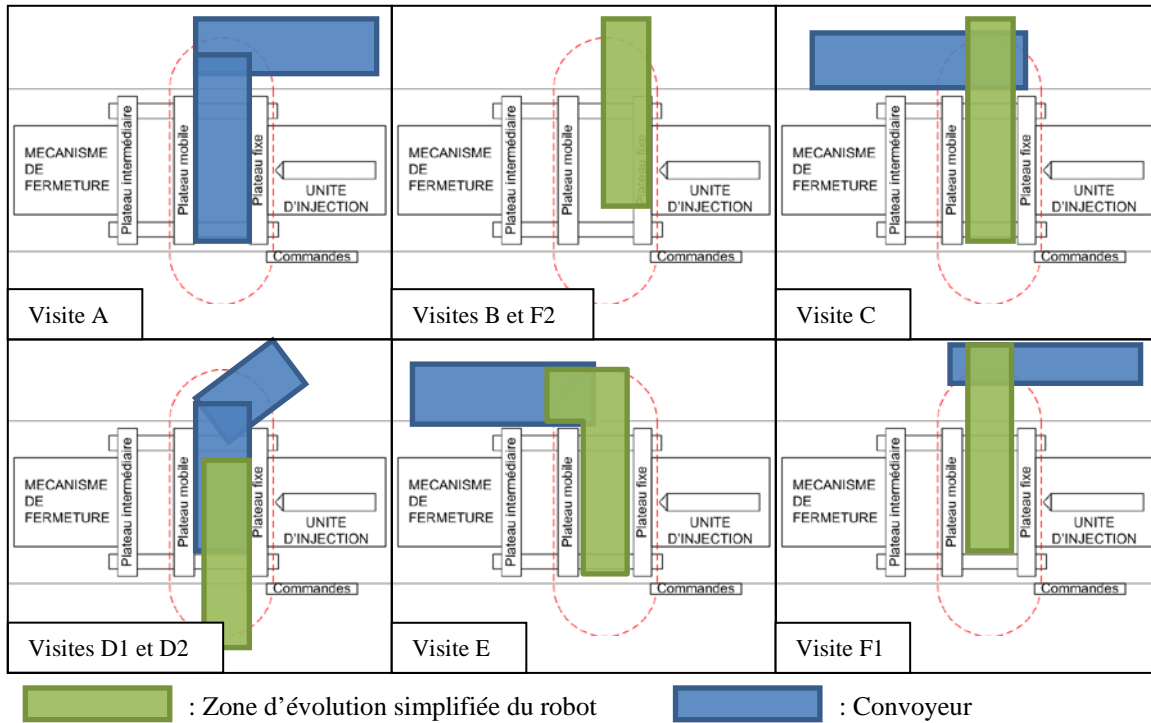 Plateau intermédiaire
Plateau mobile
Plateau fixe
MECANISME
DE
FERMETURE
UNITE
D'INJECTION
Commandes
Visite A
Plateau intermédiaire
Plateau mobile
Plateau fixe
MECANISME
DE
FERMETURE
UNITE
D'INJECTION
Commandes
Visites B et F2
Plateau intermédiaire
Plateau mobile
Plateau fixe
MECANISME
DE
FERMETURE
UNITE
D'INJECTION
Commandes
Visite C
Plateau intermédiaire
Plateau mobile
Plateau fixe
MECANISME
DE
FERMETURE
UNITE
D'INJECTION
Commandes
Visites D1 et D2
Plateau intermédiaire
Plateau mobile
Plateau fixe
MECANISME
DE
FERMETURE
UNITE
D'INJECTION
Commandes
Visite E
Plateau intermédiaire
Plateau mobile
Plateau fixe
MECANISME
DE
FERMETURE
UNITE
D'INJECTION
Commandes
Visite F1
: Zone d'évolution simplifiée du robot
: Convoyeur